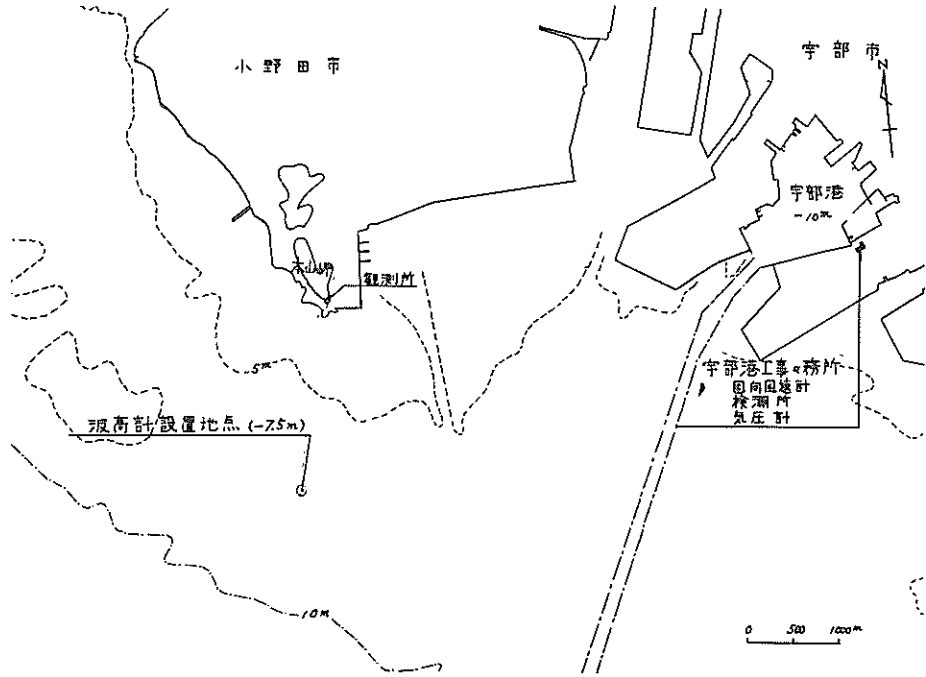 小野田市
宇部市
N
宇部港
-10m
本山岬
観測所
5m
宇部港工事々務所
風向風速計
検潮所
気圧計
波高計設置地点 (-7.5m)
10m
0 500 1000m